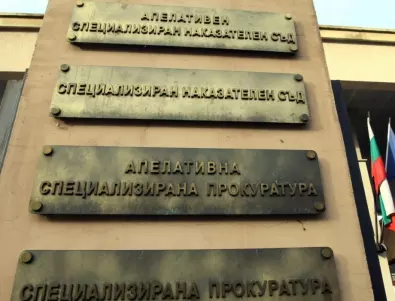 АПЕЛАТИВЕН
СПЕЦИАЛИЗИРАН НАКАЗАТЕЛЕН СЪД
СПЕЦИАЛИЗИРАН НАКАЗАТЕЛЕН СЪД
АПЕЛАТИВНА
СПЕЦИАЛИЗИРАНА ПРОКУРАТУРА
СПЕЦИАЛИЗИРАНА ПРОКУРАТУРА